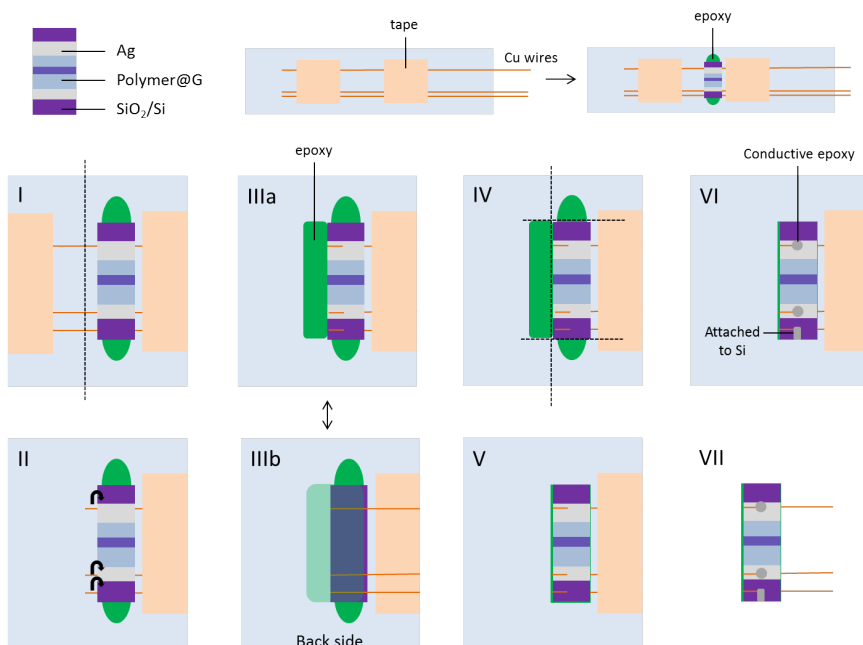 tape
epoxy
Ag
Cu wires
Polymer@G
SiO₂/Si
epoxy
Conductive epoxy
I
IIIa
IV
VI
Attached
to Si
II
IIIb
V
VII
Back side